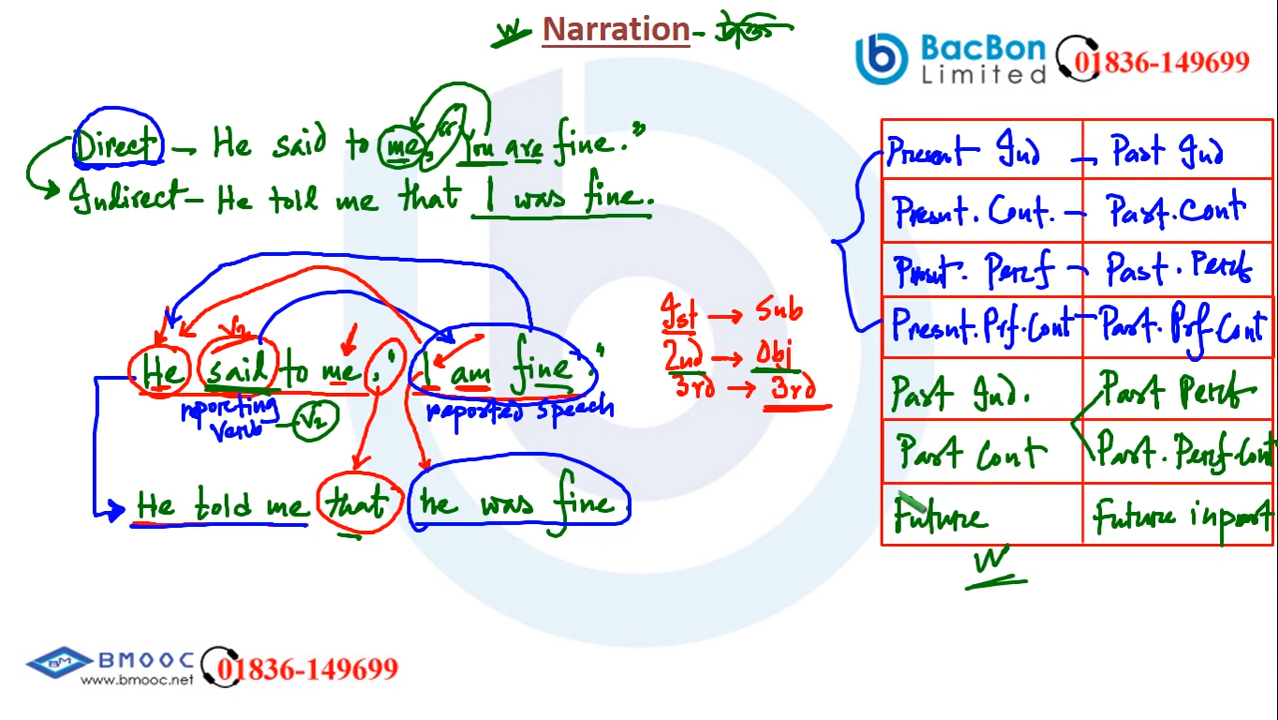 Narration-
BacBon
Limited
01836-149699
Direct - He said to me, "You are fine."
Indirect - He told me that I was fine.
He said to me, "I am fine."
V2
reporting verb - V2
reported speech
He told me that he was fine.
1st → Sub
2nd → Obj
3rd → 3rd
Present Ind - Past Ind
Present. Cont. - Past. Cont
Present. Perf - Past. Perf
Present. Prf. Cont - Past. Prf. Cont
Past Ind. Past Perf
Past Cont Past. Perf. Cont
Future Future in past
W
BMOOC
www.bmooc.net
01836-149699